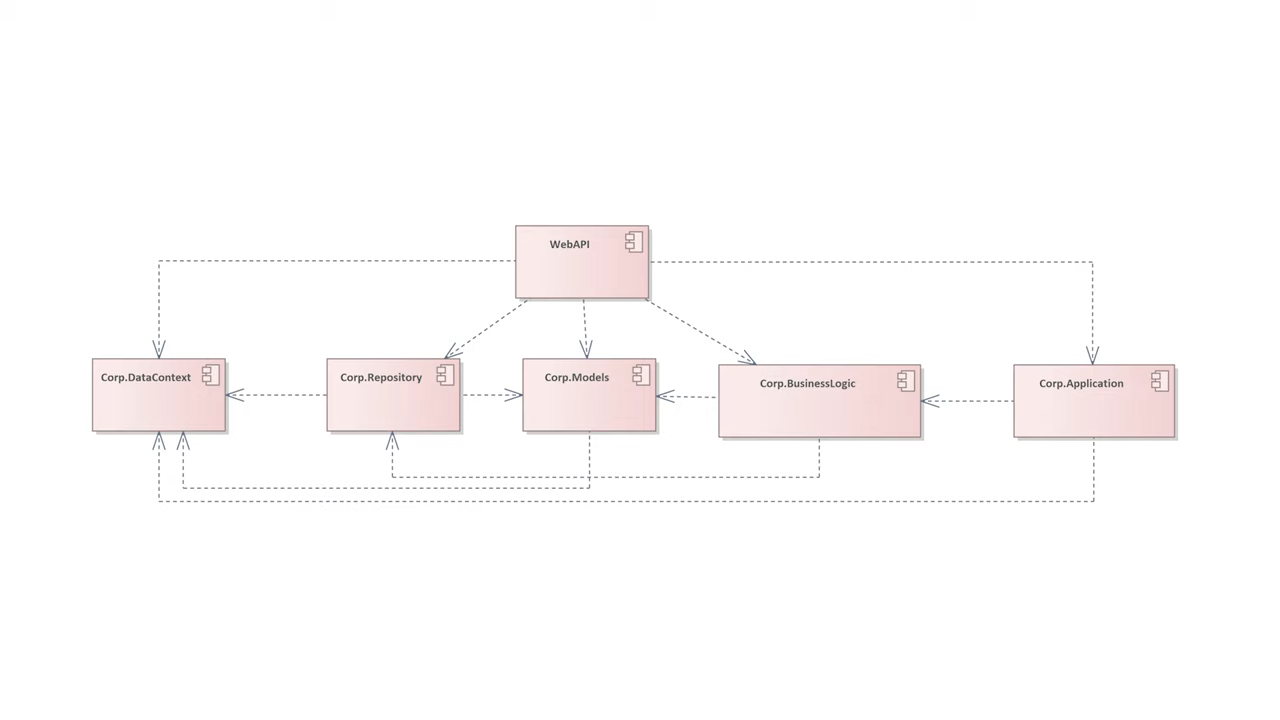 WebAPI
Corp.DataContext
Corp.Repository
Corp.Models
Corp.BusinessLogic
Corp.Application